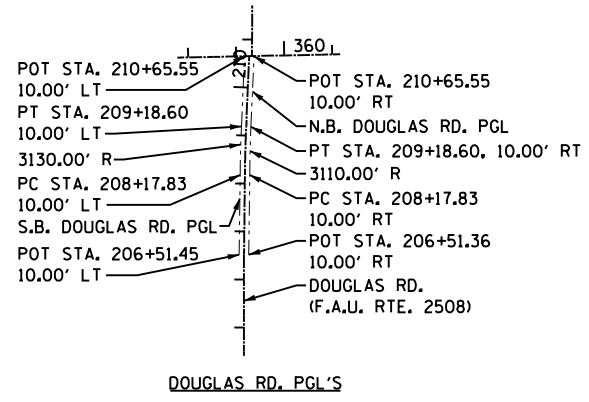 360
210
POT STA. 210+65.55
10.00' LT
PT STA. 209+18.60
10.00' LT
3130.00' R
PC STA. 208+17.83
10.00' LT
S.B. DOUGLAS RD. PGL
POT STA. 206+51.45
10.00' LT
POT STA. 210+65.55
10.00' RT
N.B. DOUGLAS RD. PGL
PT STA. 209+18.60, 10.00' RT
3110.00' R
PC STA. 208+17.83
10.00' RT
POT STA. 206+51.36
10.00' RT
DOUGLAS RD.
(F.A.U. RTE. 2508)
DOUGLAS RD. PGL'S